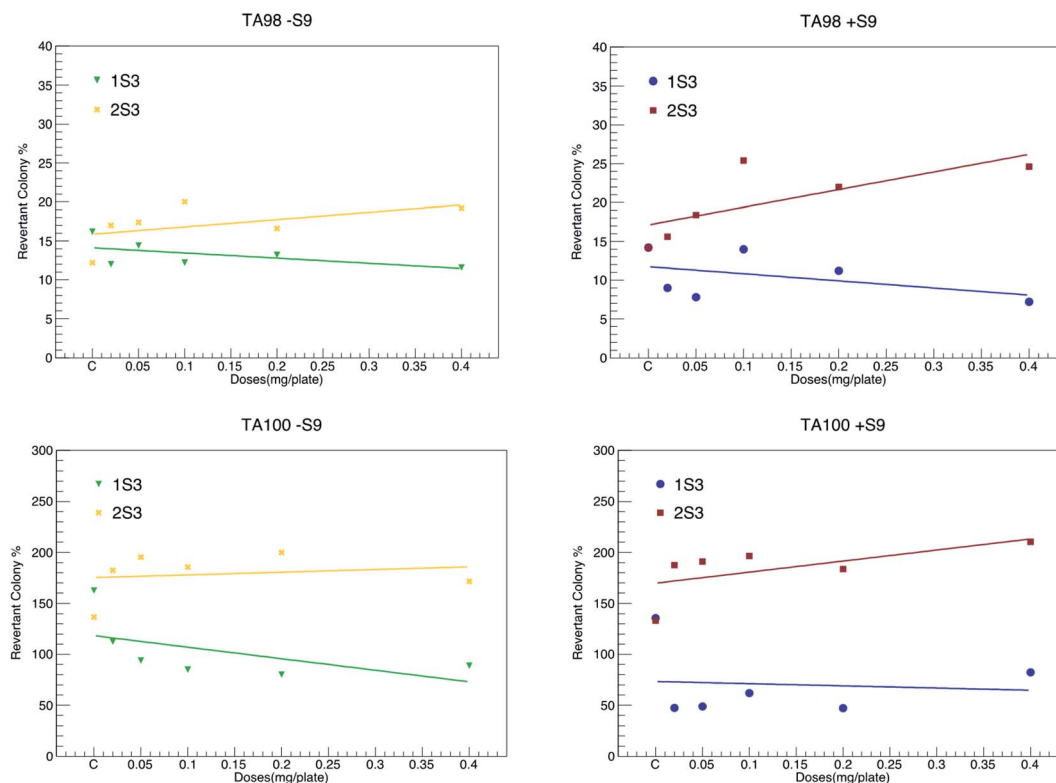 TA98 -S9
Revertant Colony %
40
35
30
25
20
15
10
5
0
1S3
2S3
C 0.05 0.1 0.15 0.2 0.25 0.3 0.35 0.4
Doses(mg/plate)
TA98 +S9
Revertant Colony %
40
35
30
25
20
15
10
5
0
1S3
2S3
C 0.05 0.1 0.15 0.2 0.25 0.3 0.35 0.4
Doses(mg/plate)
TA100 -S9
Revertant Colony %
300
250
200
150
100
50
0
1S3
2S3
C 0.05 0.1 0.15 0.2 0.25 0.3 0.35 0.4
Doses(mg/plate)
TA100 +S9
Revertant Colony %
300
250
200
150
100
50
0
1S3
2S3
C 0.05 0.1 0.15 0.2 0.25 0.3 0.35 0.4
Doses(mg/plate)